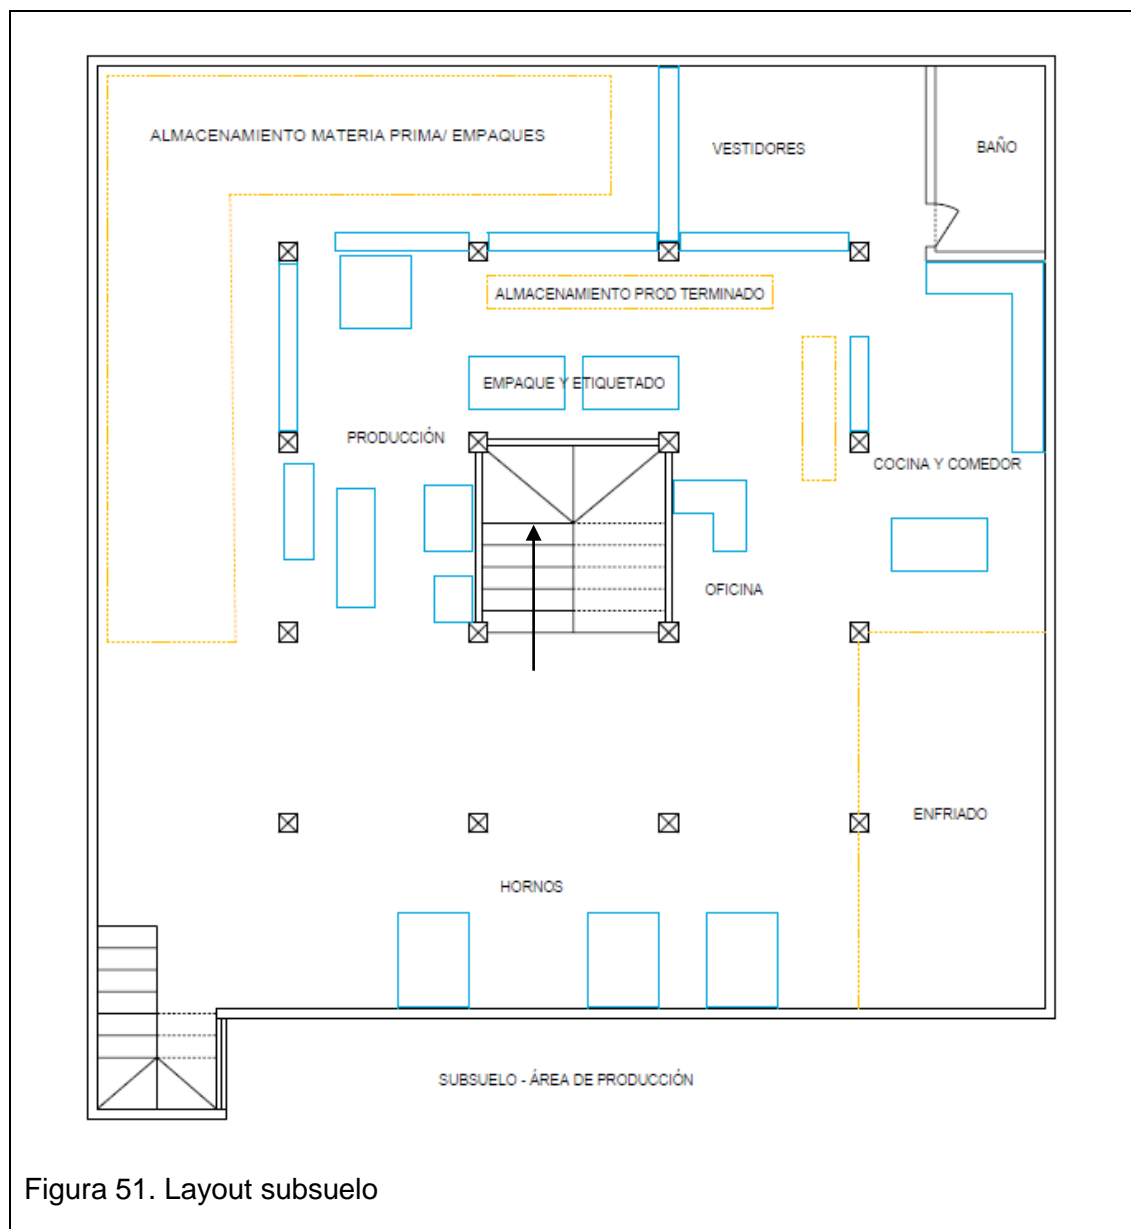 ALMACENAMIENTO MATERIA PRIMA/ EMPAQUES
VESTIDORES
BAÑO
ALMACENAMIENTO PROD TERMINADO
EMPAQUE Y ETIQUETADO
PRODUCCIÓN
COCINA Y COMEDOR
OFICINA
ENFRIADO
HORNOS
SUBSUELO - ÁREA DE PRODUCCIÓN
Figura 51. Layout subsuelo